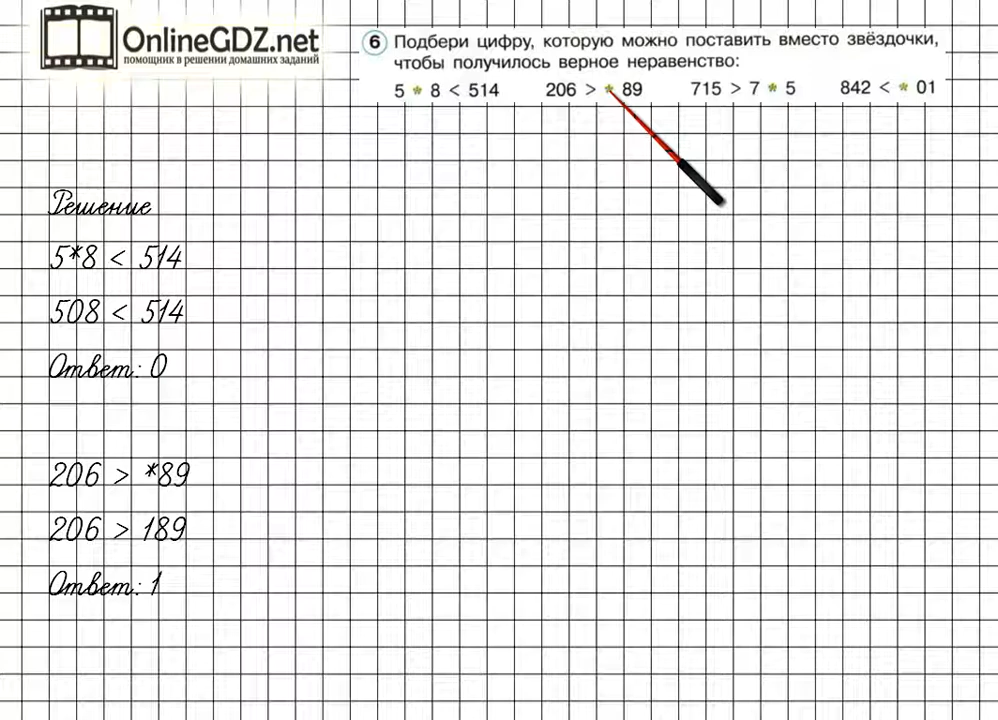 OnlineGDZ.net
помощник в решении домашних заданий
6 Подбери цифру, которую можно поставить вместо звёздочки,
чтобы получилось верное неравенство:
5 * 8 < 514 206 > * 89 715 > 7 * 5 842 < * 01
Решение
5*8 < 514
508 < 514
Ответ: 0
206 > *89
206 > 189
Ответ: 1